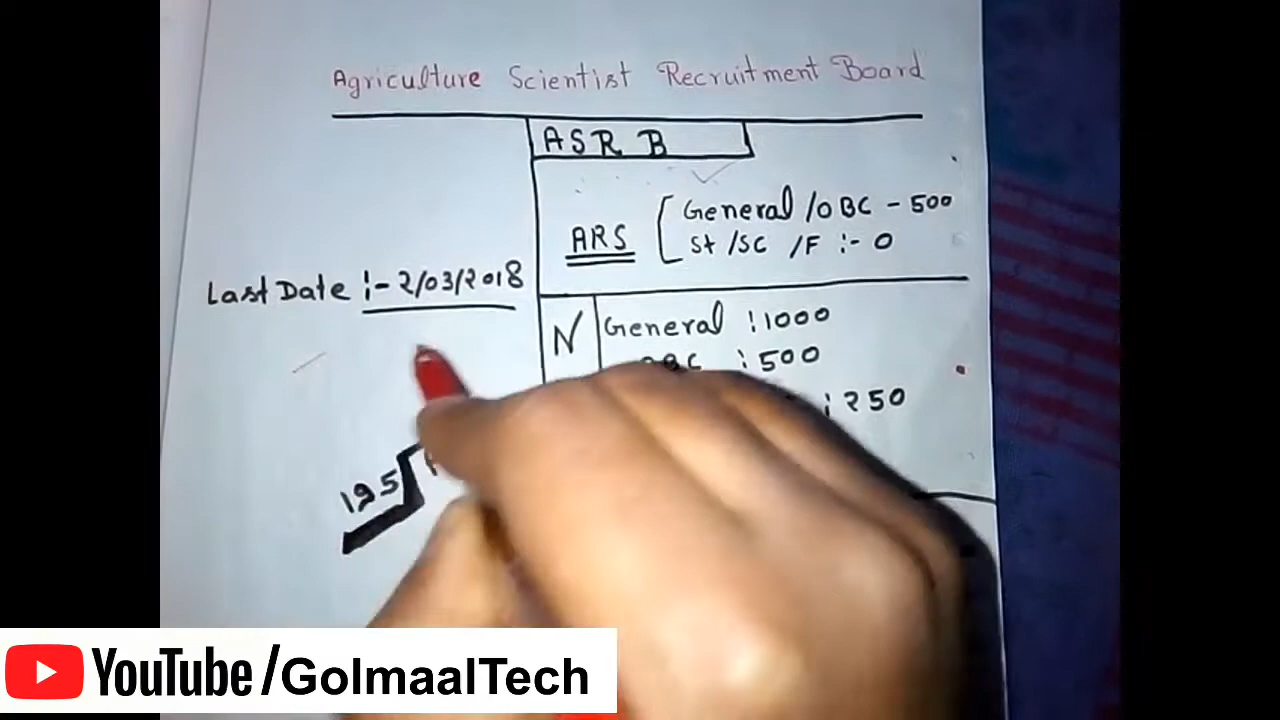 Agriculture Scientist Recruitment Board
ASRB
ARS
General /OBC - 500
St /SC /F :- 0
Last Date :- 2/03/2018
N
General : 1000
OBC : 500
: 250
195
YouTube /GolmaalTech